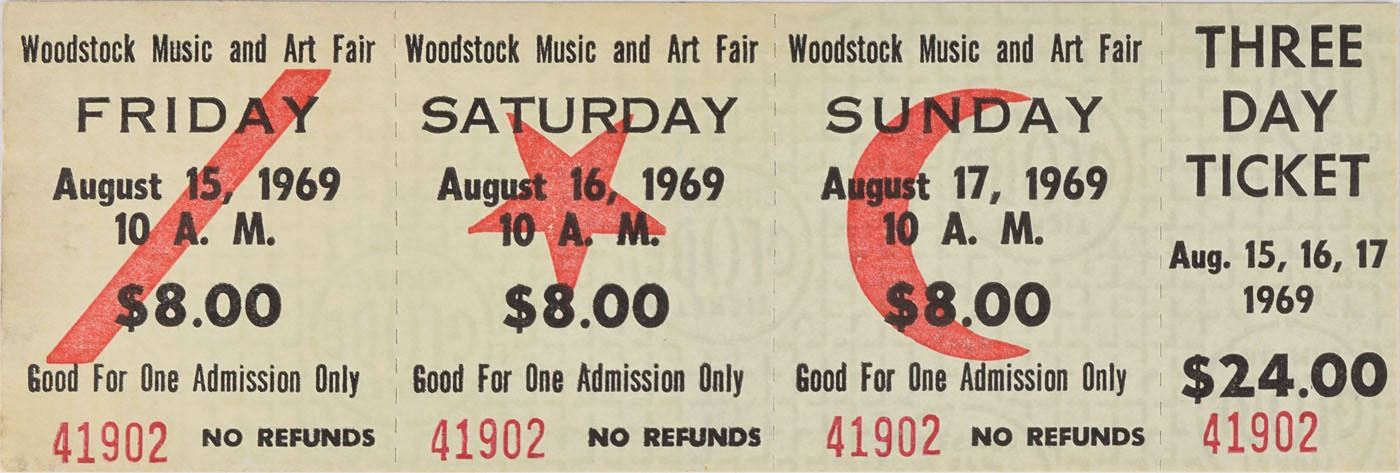 Woodstock Music and Art Fair
FRIDAY
August 15, 1969
10 A. M.
$8.00
Good For One Admission Only
41902 NO REFUNDS
Woodstock Music and Art Fair
SATURDAY
August 16, 1969
10 A. M.
$8.00
Good For One Admission Only
41902 NO REFUNDS
Woodstock Music and Art Fair
SUNDAY
August 17, 1969
10 A. M.
$8.00
Good For One Admission Only
41902 NO REFUNDS
THREE
DAY
TICKET
Aug. 15, 16, 17
1969
$24.00
41902